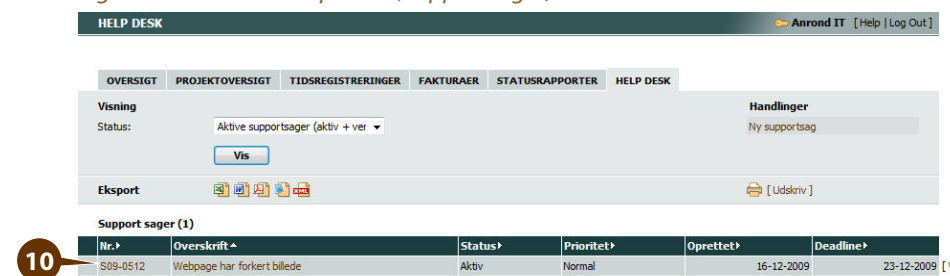 HELP DESK Anrond IT [ Help | Log Out ]
OVERSIGT PROJEKTOVERSIGT TIDSREGISTRERINGER FAKTURAER STATUSRAPPORTER HELP DESK
Visning Handlinger
Status: Aktive supportsager (aktiv + ver Ny supportsag
Vis
Eksport XML [ Udskriv ]
Support sager (1)
Nr. Overskrift Status Prioritet Oprettet Deadline
10 S09-0512 Webpage har forkert billede Aktiv Normal 16-12-2009 23-12-2009 [